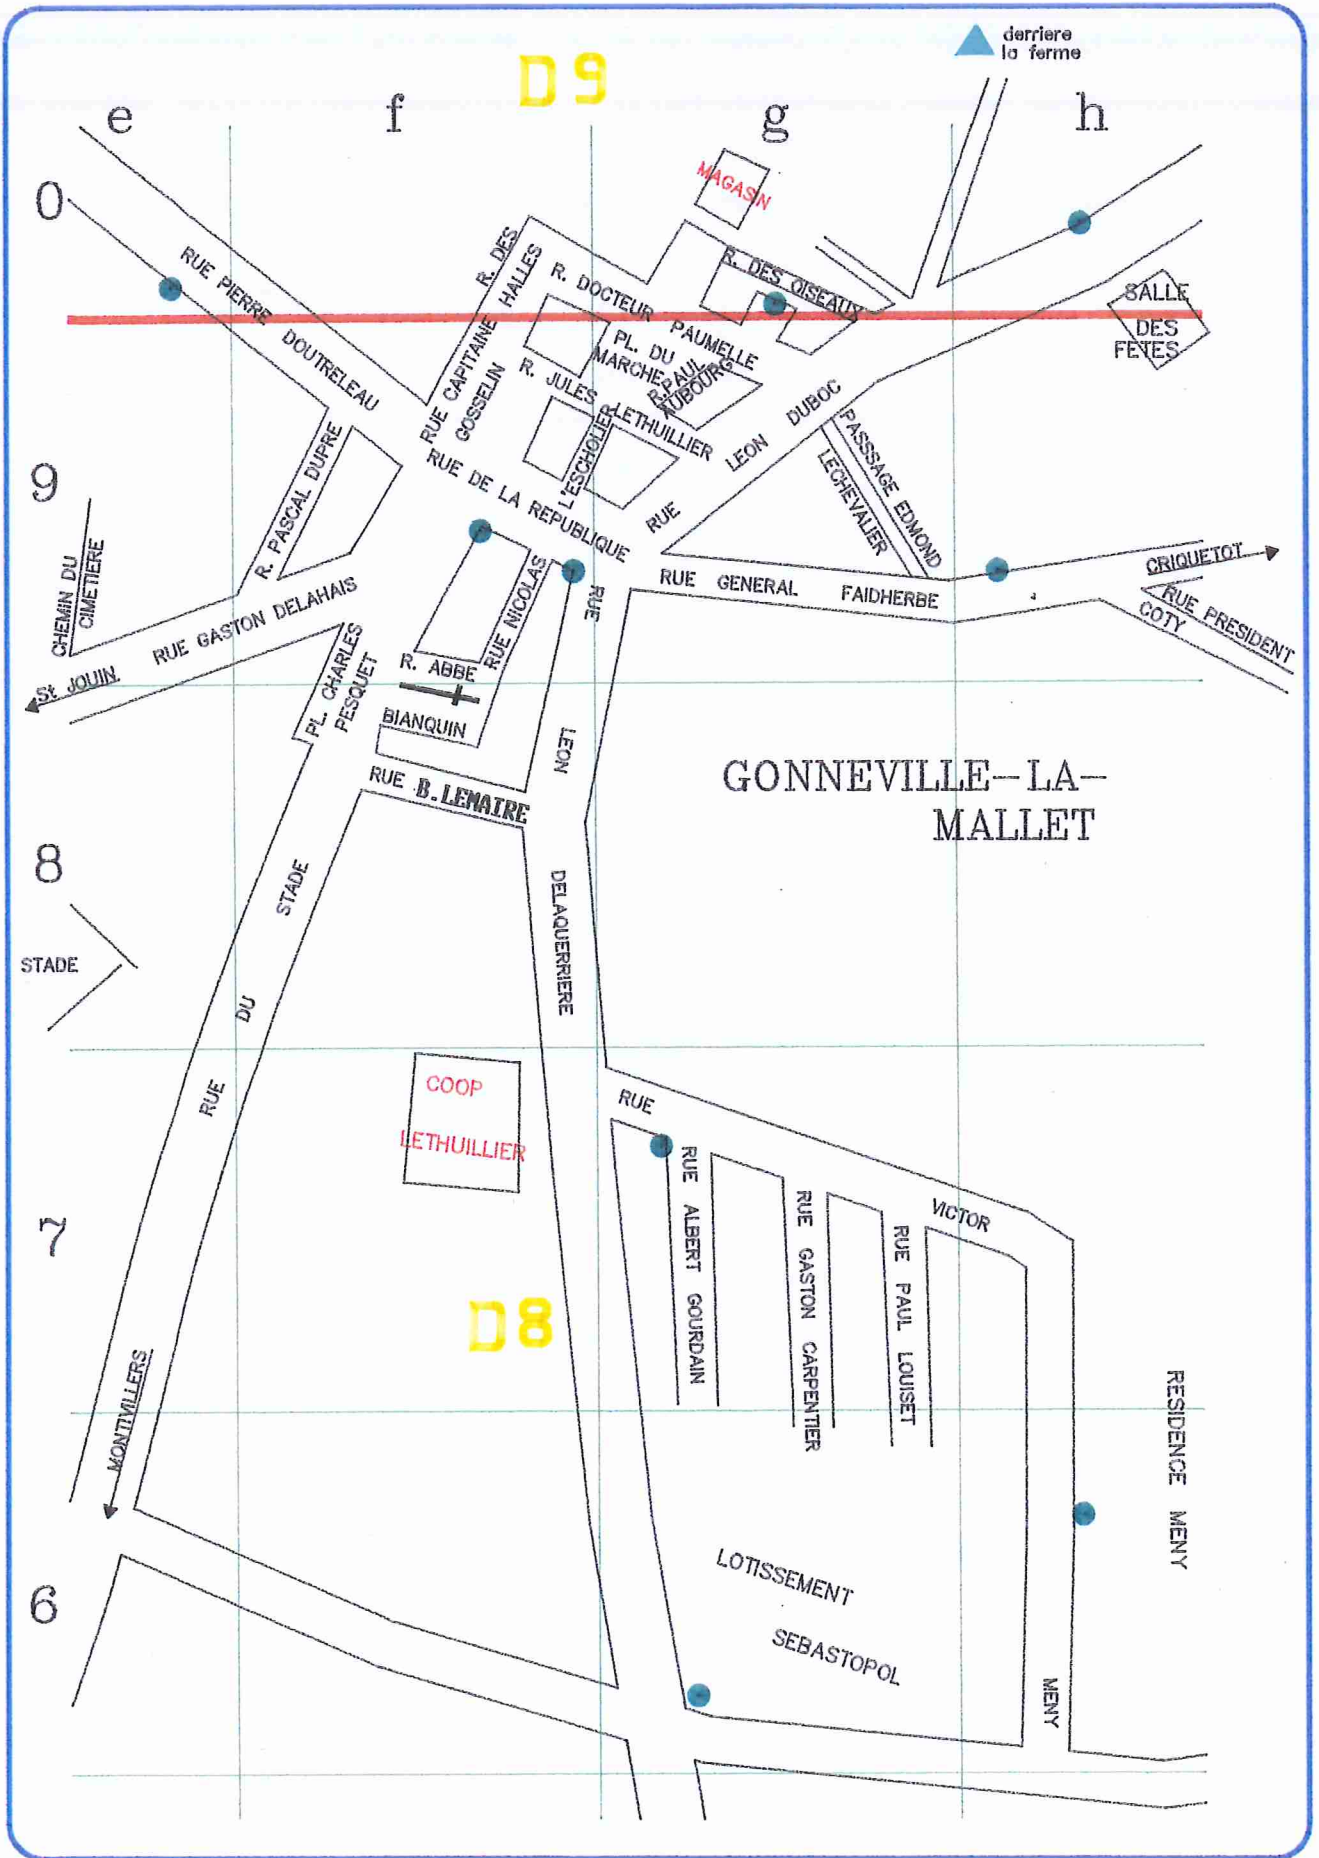 derriere
la ferme
D9
e
f
g
h
0
MAGASIN
R. DES
HALLES
RUE PIERRE
DOUTRELEAU
R. DES OISEAUX
SALLE
DES
FETES
R. DOCTEUR
PAUMELLE
RUE CAPITAINE
GOSSELIN
PL. DU
MARCHE
R.PAUL
AUBOURG
R. JULES
LETHUILLIER
L'ESCHOLIER
RUE LEON DUBOC
PASSSAGE EDMOND
LECHEVALIER
9
R. PASCAL DUPRE
RUE DE LA REPUBLIQUE
CHEMIN DU
CIMETIERE
RUE GASTON DELAHAIS
St JOUIN
RUE NICOLAS
RUE GENERAL FAIDHERBE
CRIQUETOT
RUE PRESIDENT
COTY
PL. CHARLES
PESQUET
R. ABBE
BIANQUIN
RUE LEON DELAQUERRIERE
RUE B. LEMAIRE
GONNEVILLE-LA-
MALLET
8
STADE
RUE DU STADE
COOP
LETHUILLIER
RUE VICTOR MENY
7
RUE ALBERT GOURDAIN
RUE GASTON CARPENTIER
RUE PAUL LOUISET
D8
MONTIVILLERS
RESIDENCE MENY
6
LOTISSEMENT
SEBASTOPOL